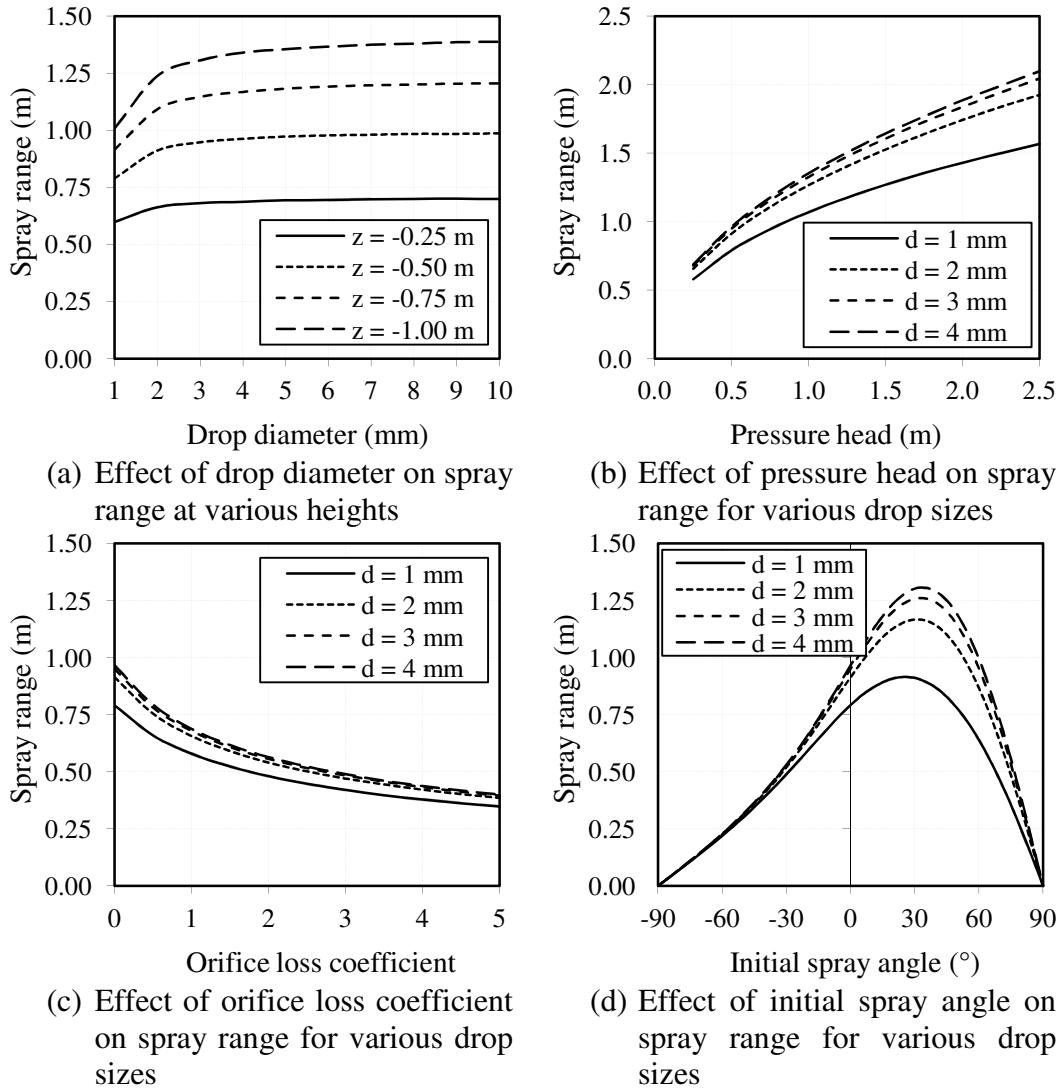 1.50
1.25
1.00
0.75
0.50
0.25
0.00
Spray range (m)
z = -0.25 m
z = -0.50 m
z = -0.75 m
z = -1.00 m
1 2 3 4 5 6 7 8 9 10
Drop diameter (mm)
(a) Effect of drop diameter on spray
range at various heights
2.5
2.0
1.5
1.0
0.5
0.0
Spray range (m)
d = 1 mm
d = 2 mm
d = 3 mm
d = 4 mm
0.0 0.5 1.0 1.5 2.0 2.5
Pressure head (m)
(b) Effect of pressure head on spray
range for various drop sizes
1.50
1.25
1.00
0.75
0.50
0.25
0.00
Spray range (m)
d = 1 mm
d = 2 mm
d = 3 mm
d = 4 mm
0 1 2 3 4 5
Orifice loss coefficient
(c) Effect of orifice loss coefficient
on spray range for various drop
sizes
1.50
1.25
1.00
0.75
0.50
0.25
0.00
Spray range (m)
d = 1 mm
d = 2 mm
d = 3 mm
d = 4 mm
-90 -60 -30 0 30 60 90
Initial spray angle (°)
(d) Effect of initial spray angle on
spray range for various drop
sizes